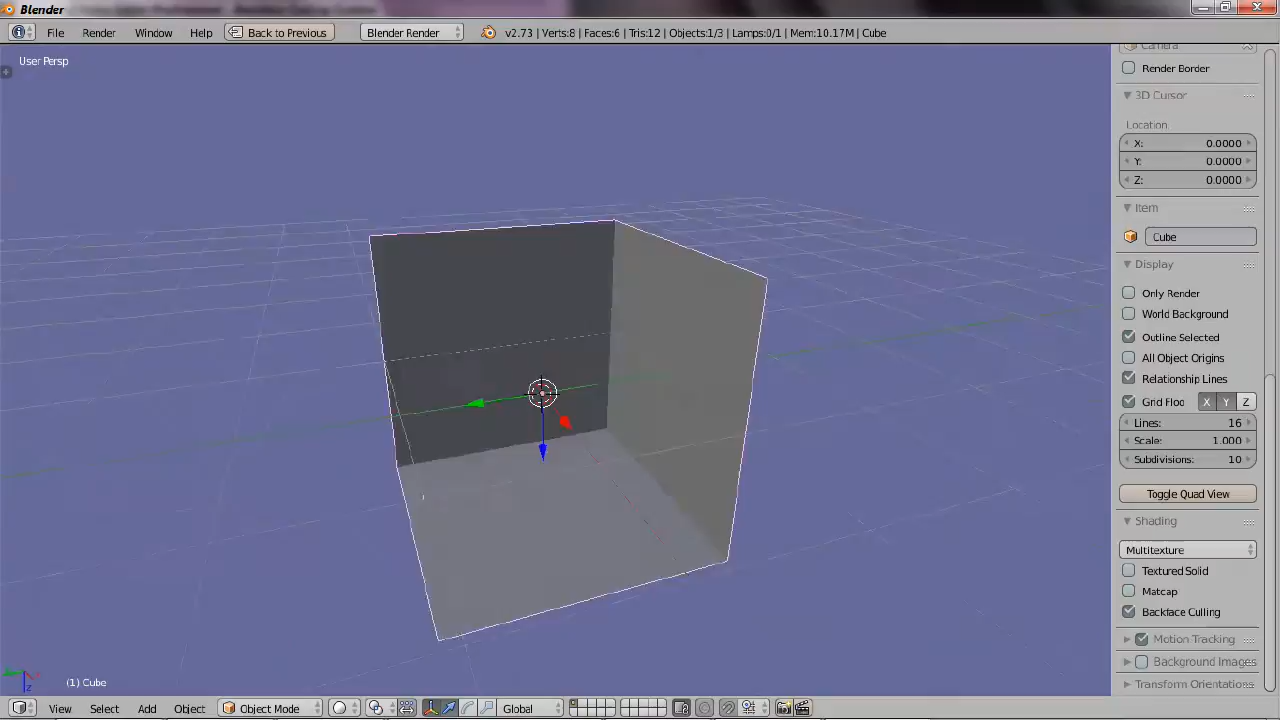 Blender
File Render Window Help Back to Previous Blender Render v2.73 | Verts:8 | Faces:6 | Tris:12 | Objects:1/3 | Lamps:0/1 | Mem:10.17M | Cube
User Persp
Camera
Render Border
3D Cursor
Location:
X: 0.0000
Y: 0.0000
Z: 0.0000
Item
Cube
Display
Only Render
World Background
Outline Selected
All Object Origins
Relationship Lines
Grid Floo X Y Z
Lines: 16
Scale: 1.000
Subdivisions: 10
Toggle Quad View
Shading
Multitexture
Textured Solid
Matcap
Backface Culling
Motion Tracking
Background Images
Transform Orientations
(1) Cube
View Select Add Object Object Mode Global